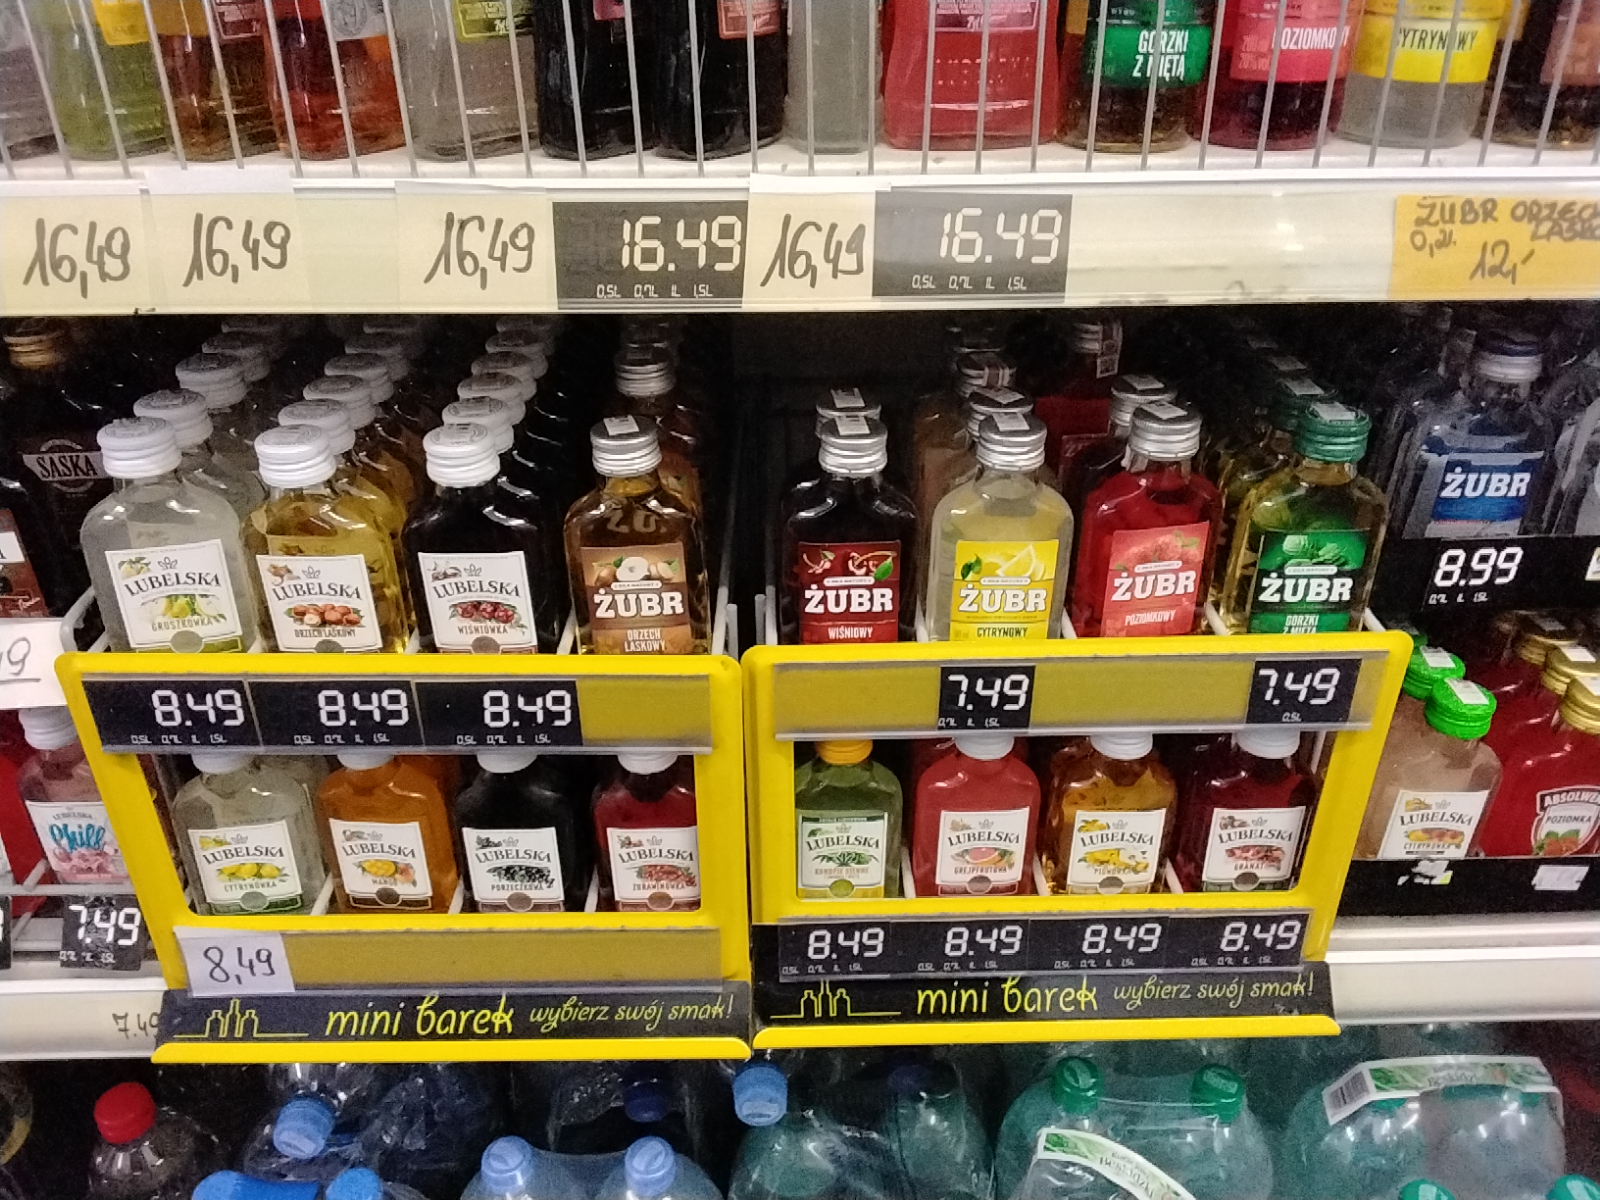 GORZKI
Z MIĘTĄ
POZIOMKOWY
CYTRYNOWY
16,49
16,49
16,49
16.49
0,5L 0,7L 1L 1,5L
16,49
16.49
0,5L 0,7L 1L 1,5L
ŻUBR ORZECH
0,2L LASKO
12,-
SASKA
LUBELSKA
GRUSZKÓWKA
LUBELSKA
ORZECH LASKOWY
LUBELSKA
WIŚNIÓWKA
ŻUBR
ORZECH
LASKOWY
ŻUBR
WIŚNIOWY
ŻUBR
CYTRYNOWY
ŻUBR
POZIOMKOWY
ŻUBR
GORZKI
Z MIĘTĄ
ŻUBR
8.99
0,7L 1L 1,5L
8.49
0,5L 0,7L 1L 1,5L
8.49
0,5L 0,7L 1L 1,5L
8.49
0,5L 0,7L 1L 1,5L
7.49
0,7L 1L 1,5L
7.49
0,5L
LUBELSKA
Chill
LUBELSKA
CYTRYNÓWKA
LUBELSKA
MANGO
LUBELSKA
PORZECZKOWA
LUBELSKA
ŻURAWINÓWKA
LUBELSKA
KONOPIE SIEWNE
LUBELSKA
GREJPFRUTOWA
LUBELSKA
PIGWÓWKA
LUBELSKA
GRANAT
LUBELSKA
CYTRYNÓWKA
ABSOLWENT
POZIOMKA
7.49
0,7L 1L 1,5L
8,49
8.49
0,5L 0,7L 1L 1,5L
8.49
0,5L 0,7L 1L 1,5L
8.49
0,5L 0,7L 1L 1,5L
8.49
0,5L 0,7L 1L 1,5L
7.49
mini barek wybierz swój smak!
mini barek wybierz swój smak!